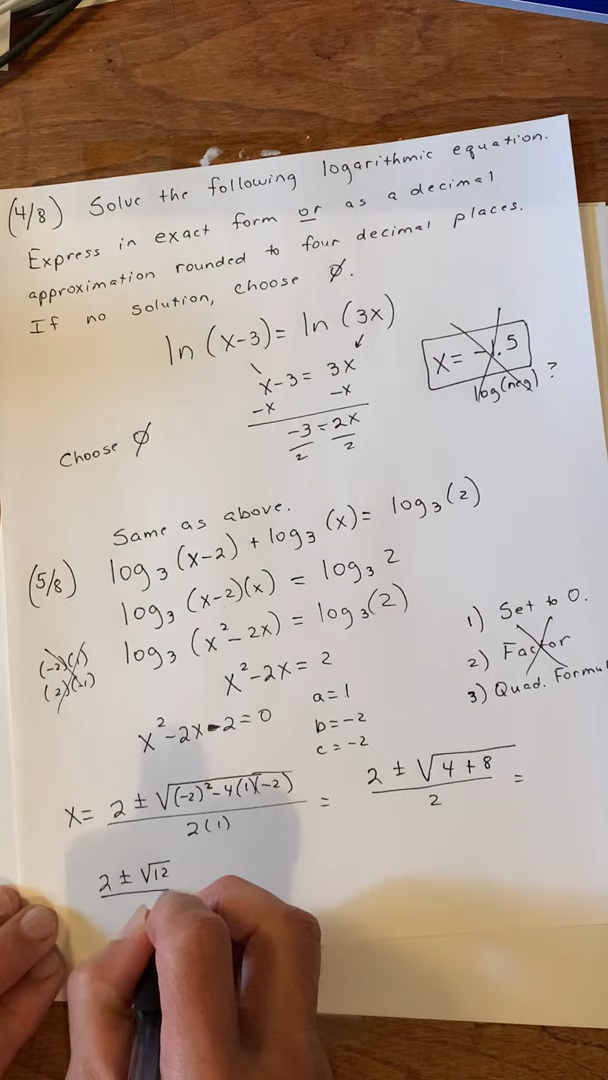 (4/8) Solve the following logarithmic equation.
Express in exact form or as a decimal
approximation rounded to four decimal places.
If no solution, choose ∅.
ln (x-3) = ln (3x)
x-3 = 3x
-x -x
-3 = 2x
2 2
x = -1.5
log(neg) ?
Choose ∅
Same as above.
(5/8) log₃ (x-2) + log₃ (x) = log₃ (2)
log₃ (x-2)(x) = log₃ 2
log₃ (x²-2x) = log₃ (2)
(-2)(1)
(2)(-1)
x²-2x = 2
x²-2x-2=0
a=1
b=-2
c=-2
1) Set to 0.
2) Factor
3) Quad. Formul
x = 2 ± √(-2)²-4(1)(-2) = 2 ± √4+8 =
2(1) 2
2 ± √12